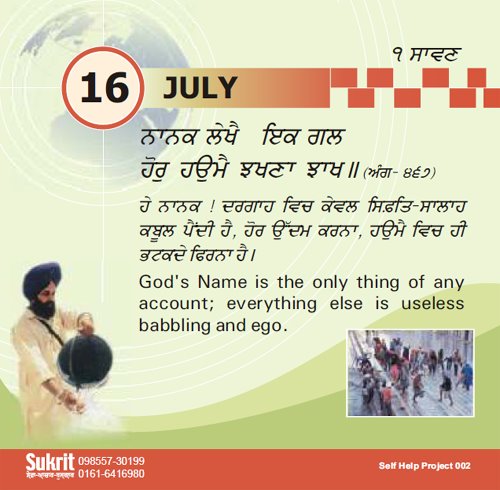 ੧ ਸਾਵਣ
16 JULY
ਨਾਨਕ ਲੇਖੈ ਇਕ ਗਲ
ਹੋਰੁ ਹਉਮੈ ਝਖਣਾ ਝਾਖ॥ (ਅੰਗ- ੪੬੭)
ਹੇ ਨਾਨਕ ! ਦਰਗਾਹ ਵਿਚ ਕੇਵਲ ਸਿਫ਼ਤਿ-ਸਾਲਾਹ
ਕਬੂਲ ਪੈਂਦੀ ਹੈ, ਹੋਰ ਉੱਦਮ ਕਰਨਾ, ਹਉਮੈ ਵਿਚ ਹੀ
ਭਟਕਦੇ ਫਿਰਨਾ ਹੈ।
God's Name is the only thing of any
account; everything else is useless
babbling and ego.
Sukrit 098557-30199
0161-6416980
Self Help Project 002